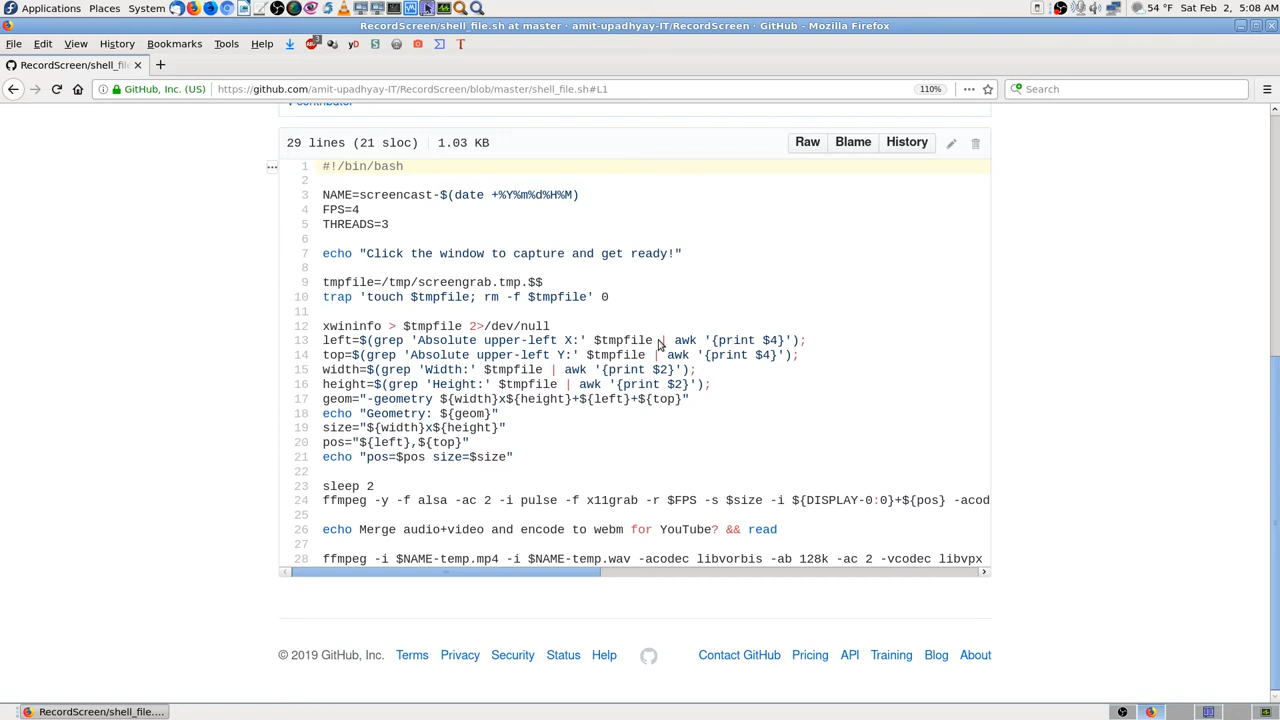 Applications Places System 54 °F Sat Feb 2, 5:08 AM
RecordScreen/shell_file.sh at master · amit-upadhyay-IT/RecordScreen · GitHub - Mozilla Firefox
File Edit View History Bookmarks Tools Help 3 yD S T
RecordScreen/shell_file
GitHub, Inc. (US) https://github.com/amit-upadhyay-IT/RecordScreen/blob/master/shell_file.sh#L1 110% Search
1 contributor
29 lines (21 sloc) 1.03 KB Raw Blame History
1 #!/bin/bash
2
3 NAME=screencast-$(date +%Y%m%d%H%M)
4 FPS=4
5 THREADS=3
6
7 echo "Click the window to capture and get ready!"
8
9 tmpfile=/tmp/screengrab.tmp.$$
10 trap 'touch $tmpfile; rm -f $tmpfile' 0
11
12 xwininfo > $tmpfile 2>/dev/null
13 left=$(grep 'Absolute upper-left X:' $tmpfile | awk '{print $4}');
14 top=$(grep 'Absolute upper-left Y:' $tmpfile | awk '{print $4}');
15 width=$(grep 'Width:' $tmpfile | awk '{print $2}');
16 height=$(grep 'Height:' $tmpfile | awk '{print $2}');
17 geom="-geometry ${width}x${height}+${left}+${top}"
18 echo "Geometry: ${geom}"
19 size="${width}x${height}"
20 pos="${left},${top}"
21 echo "pos=$pos size=$size"
22
23 sleep 2
24 ffmpeg -y -f alsa -ac 2 -i pulse -f x11grab -r $FPS -s $size -i ${DISPLAY-0:0}+${pos} -acod
25
26 echo Merge audio+video and encode to webm for YouTube? && read
27
28 ffmpeg -i $NAME-temp.mp4 -i $NAME-temp.wav -acodec libvorbis -ab 128k -ac 2 -vcodec libvpx
© 2019 GitHub, Inc. Terms Privacy Security Status Help Contact GitHub Pricing API Training Blog About
RecordScreen/shell_file....